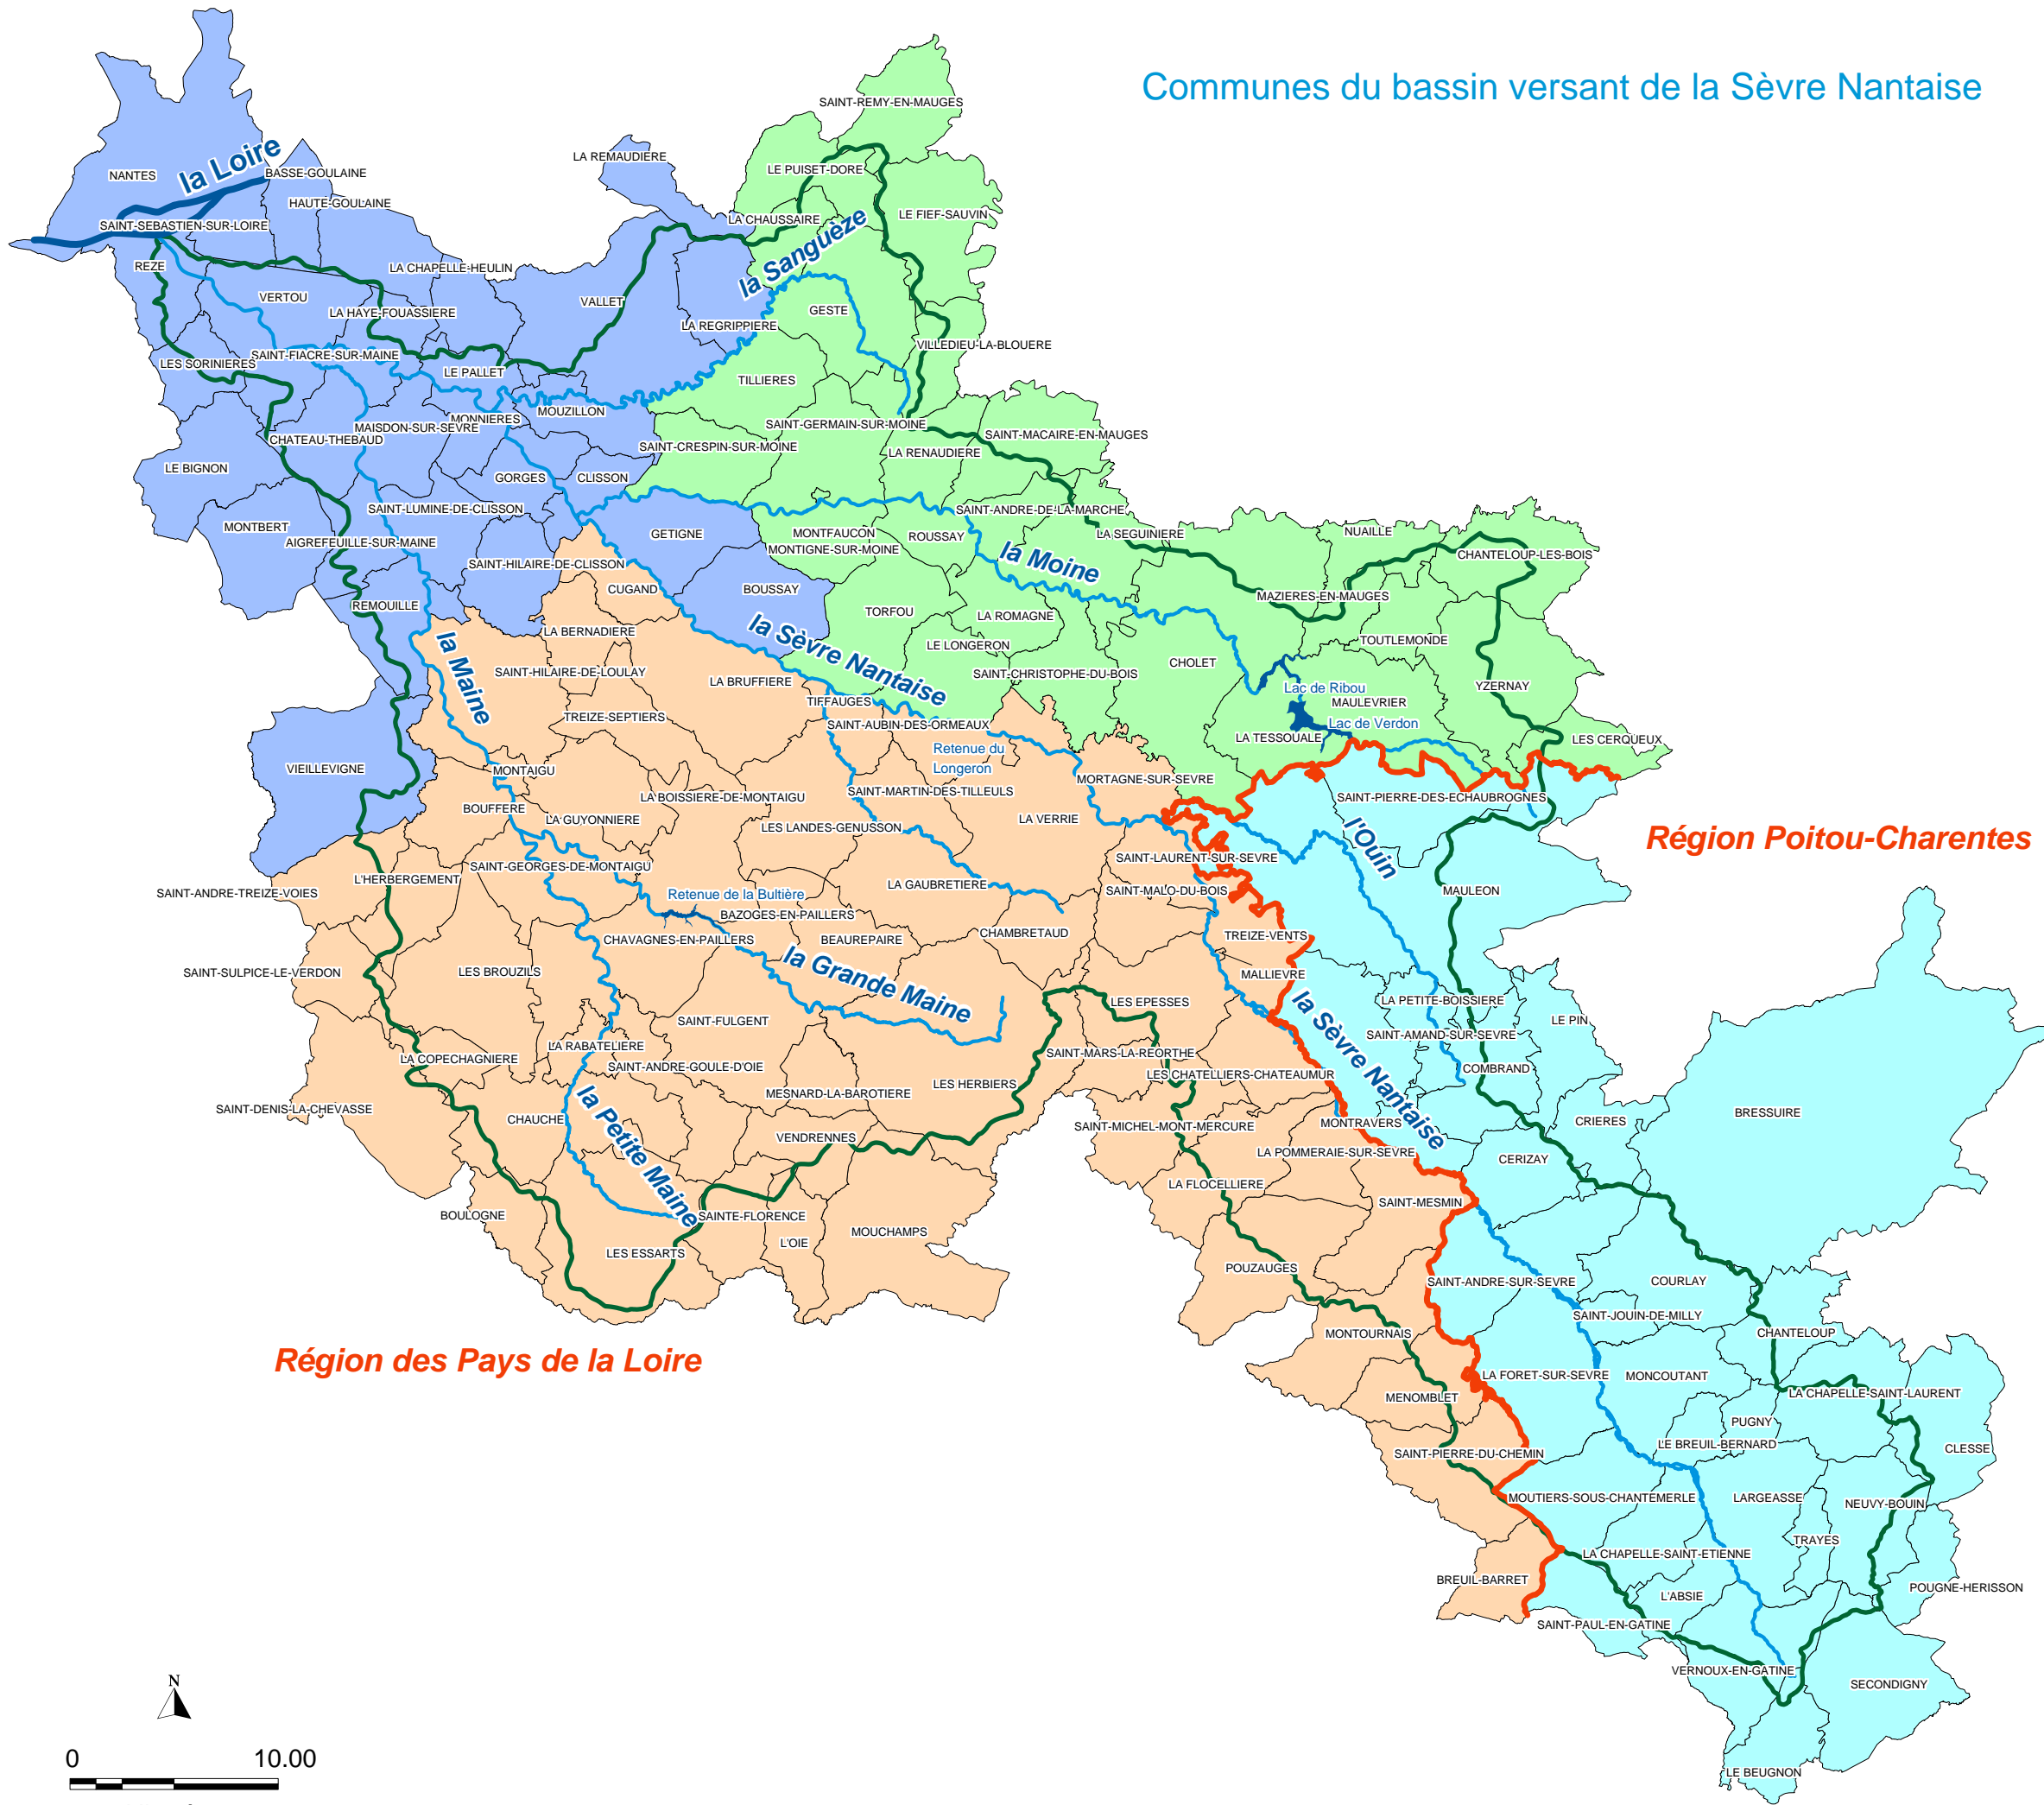 Communes du bassin versant de la Sèvre Nantaise
SAINT-REMY-EN-MAUGES
LA REMAUDIERE
LE PUISET-DORE
la Loire
NANTES
BASSE-GOULAINE
HAUTE-GOULAINE
LA CHAUSSAIRE
LE FIEF-SAUVIN
SAINT-SEBASTIEN-SUR-LOIRE
la Sanguèze
REZE
LA CHAPELLE-HEULIN
VERTOU
VALLET
LA HAYE-FOUASSIERE
GESTE
LA REGRIPPIERE
VILLEDIEU-LA-BLOUERE
SAINT-FIACRE-SUR-MAINE
LES SORINIERES
LE PALLET
TILLIERES
MOUZILLON
MONNIERES
MAISDON-SUR-SEVRE
SAINT-GERMAIN-SUR-MOINE
SAINT-MACAIRE-EN-MAUGES
CHATEAU-THEBAUD
SAINT-CRESPIN-SUR-MOINE
LA RENAUDIERE
LE BIGNON
GORGES
CLISSON
SAINT-LUMINE-DE-CLISSON
SAINT-ANDRE-DE-LA-MARCHE
MONTBERT
GETIGNE
MONTFAUCON
ROUSSAY
LA SEGUINIERE
NUAILLE
AIGREFEUILLE-SUR-MAINE
MONTIGNE-SUR-MOINE
la Moine
CHANTELOUP-LES-BOIS
SAINT-HILAIRE-DE-CLISSON
CUGAND
BOUSSAY
MAZIERES-EN-MAUGES
REMOUILLE
TORFOU
LA ROMAGNE
LA BERNADIERE
la Sèvre Nantaise
LE LONGERON
TOUTLEMONDE
la Maine
SAINT-HILAIRE-DE-LOULAY
SAINT-CHRISTOPHE-DU-BOIS
CHOLET
LA BRUFFIERE
Lac de Ribou
YZERNAY
TIFFAUGES
MAULEVRIER
TREIZE-SEPTIERS
SAINT-AUBIN-DES-ORMEAUX
Lac de Verdon
LA TESSOUALE
LES CERQUEUX
Retenue du
Longeron
VIEILLEVIGNE
MONTAIGU
MORTAGNE-SUR-SEVRE
SAINT-MARTIN-DES-TILLEULS
LA BOISSIERE-DE-MONTAIGU
SAINT-PIERRE-DES-ECHAUBROGNES
BOUFFERE
LA GUYONNIERE
LES LANDES-GENUSSON
LA VERRIE
l'Ouin
Région Poitou-Charentes
SAINT-GEORGES-DE-MONTAIGU
SAINT-LAURENT-SUR-SEVRE
L'HERBERGEMENT
LA GAUBRETIERE
SAINT-ANDRE-TREIZE-VOIES
Retenue de la Bultière
SAINT-MALO-DU-BOIS
MAULEON
BAZOGES-EN-PAILLERS
CHAVAGNES-EN-PAILLERS
BEAUREPAIRE
CHAMBRETAUD
TREIZE-VENTS
SAINT-SULPICE-LE-VERDON
LES BROUZILS
la Grande Maine
MALLIEVRE
LES EPESSES
LA PETITE-BOISSIERE
SAINT-FULGENT
la Sèvre Nantaise
LE PIN
SAINT-AMAND-SUR-SEVRE
LA COPECHAGNIERE
LA RABATELIERE
SAINT-ANDRE-GOULE-D'OIE
SAINT-MARS-LA-REORTHE
LES CHATELLIERS-CHATEAUMUR
COMBRAND
LES HERBIERS
MESNARD-LA-BAROTIERE
SAINT-DENIS-LA-CHEVASSE
CHAUCHE
la Petite Maine
VENDRENNES
SAINT-MICHEL-MONT-MERCURE
MONTRAVERS
CRIERES
BRESSUIRE
LA POMMERAIE-SUR-SEVRE
CERIZAY
LA FLOCELLIERE
SAINT-MESMIN
BOULOGNE
SAINTE-FLORENCE
MOUCHAMPS
L'OIE
LES ESSARTS
POUZAUGES
SAINT-ANDRE-SUR-SEVRE
COURLAY
SAINT-JOUIN-DE-MILLY
MONTOURNAIS
CHANTELOUP
Région des Pays de la Loire
LA FORET-SUR-SEVRE
MONCOUTANT
MENOMBLET
LA CHAPELLE-SAINT-LAURENT
PUGNY
LE BREUIL-BERNARD
CLESSE
SAINT-PIERRE-DU-CHEMIN
MOUTIERS-SOUS-CHANTEMERLE
LARGEASSE
NEUVY-BOUIN
TRAYES
LA CHAPELLE-SAINT-ETIENNE
BREUIL-BARRET
L'ABSIE
POUGNE-HERISSON
SAINT-PAUL-EN-GATINE
VERNOUX-EN-GATINE
SECONDIGNY
N
0 10.00
LE BEUGNON